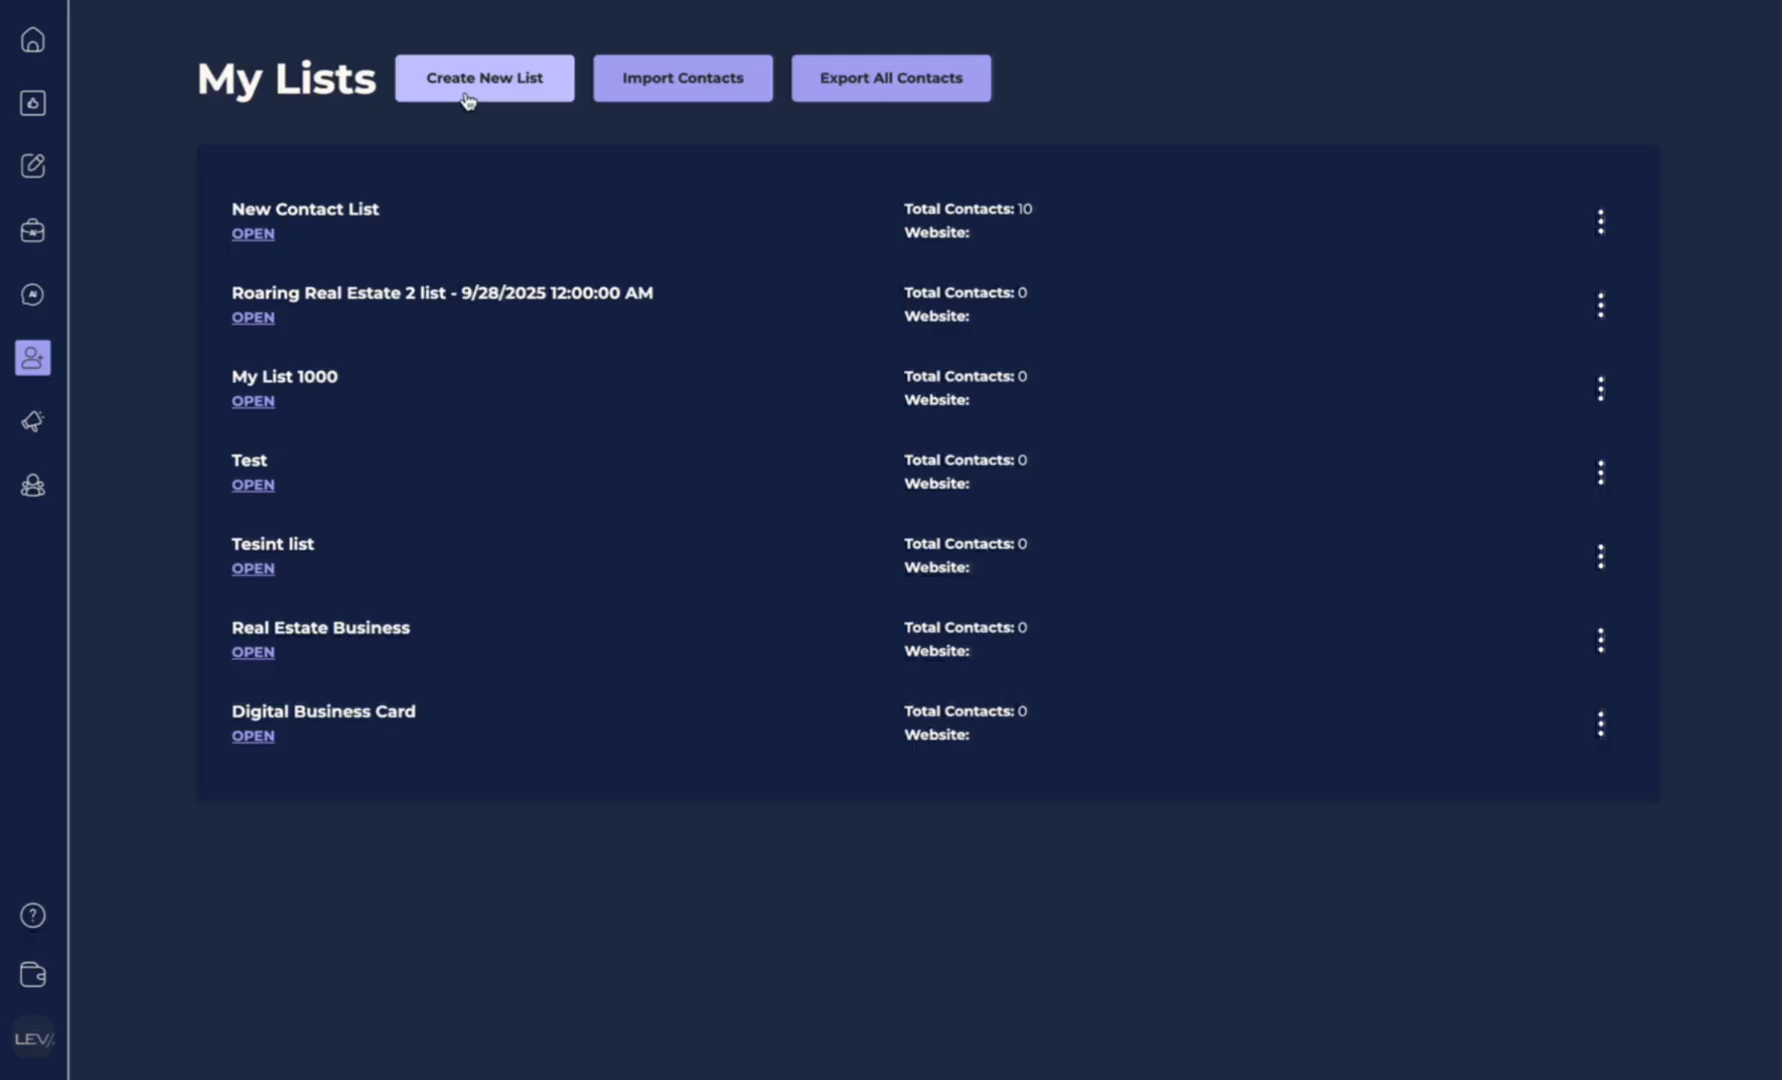 My Lists
Create New List
Import Contacts
Export All Contacts
New Contact List
OPEN
Total Contacts: 10
Website:
Roaring Real Estate 2 list - 9/28/2025 12:00:00 AM
OPEN
Total Contacts: 0
Website:
My List 1000
OPEN
Total Contacts: 0
Website:
Test
OPEN
Total Contacts: 0
Website:
Tesint list
OPEN
Total Contacts: 0
Website:
Real Estate Business
OPEN
Total Contacts: 0
Website:
Digital Business Card
OPEN
Total Contacts: 0
Website: